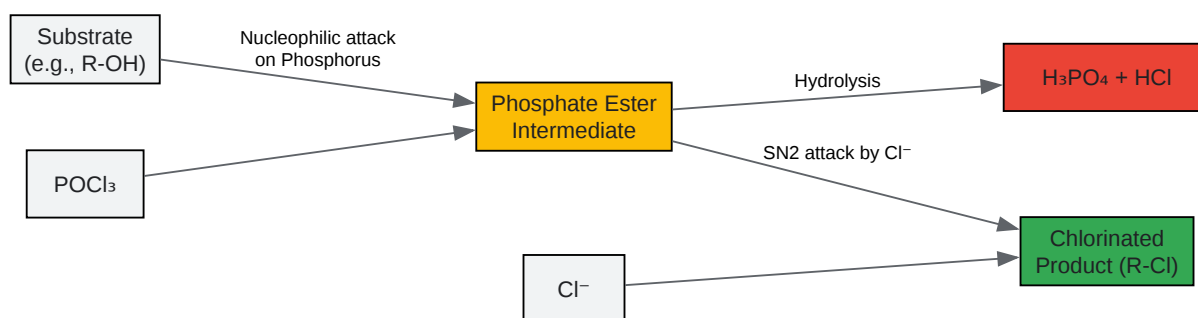 Substrate
(e.g., R-OH)
Nucleophilic attack
on Phosphorus
POCl₃
Phosphate Ester
Intermediate
Hydrolysis
H₃PO₄ + HCl
SN2 attack by Cl⁻
Cl⁻
Chlorinated
Product (R-Cl)